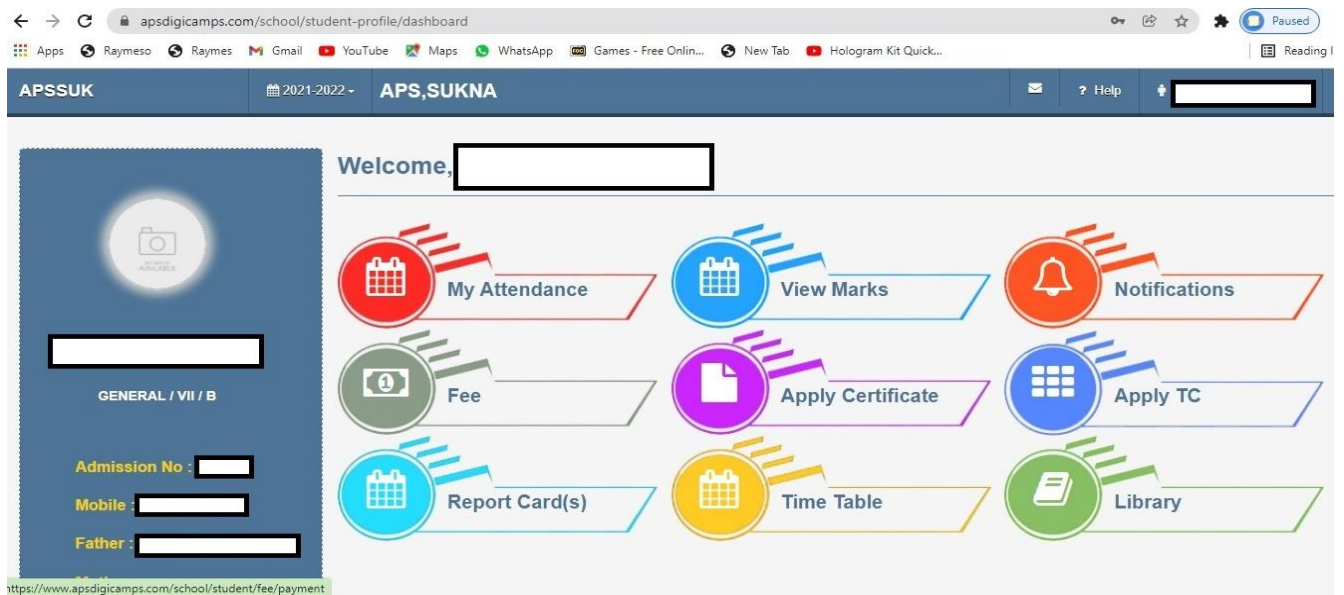 apsdigicamps.com/school/student-profile/dashboard
Paused
Apps Raymeso Raymes Gmail YouTube Maps WhatsApp Games - Free Onlin... New Tab Hologram Kit Quick... Reading l
APSSUK 2021-2022 APS,SUKNA ? Help
Welcome,
NO IMAGE
AVAILABLE
GENERAL / VII / B
Admission No :
Mobile :
Father :
My Attendance View Marks Notifications
Fee Apply Certificate Apply TC
Report Card(s) Time Table Library
https://www.apsdigicamps.com/school/student/fee/payment